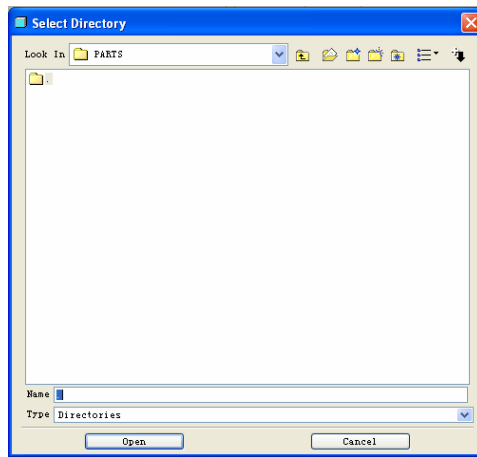 Select Directory
Look In PARTS
.
Name
Type Directories
Open Cancel